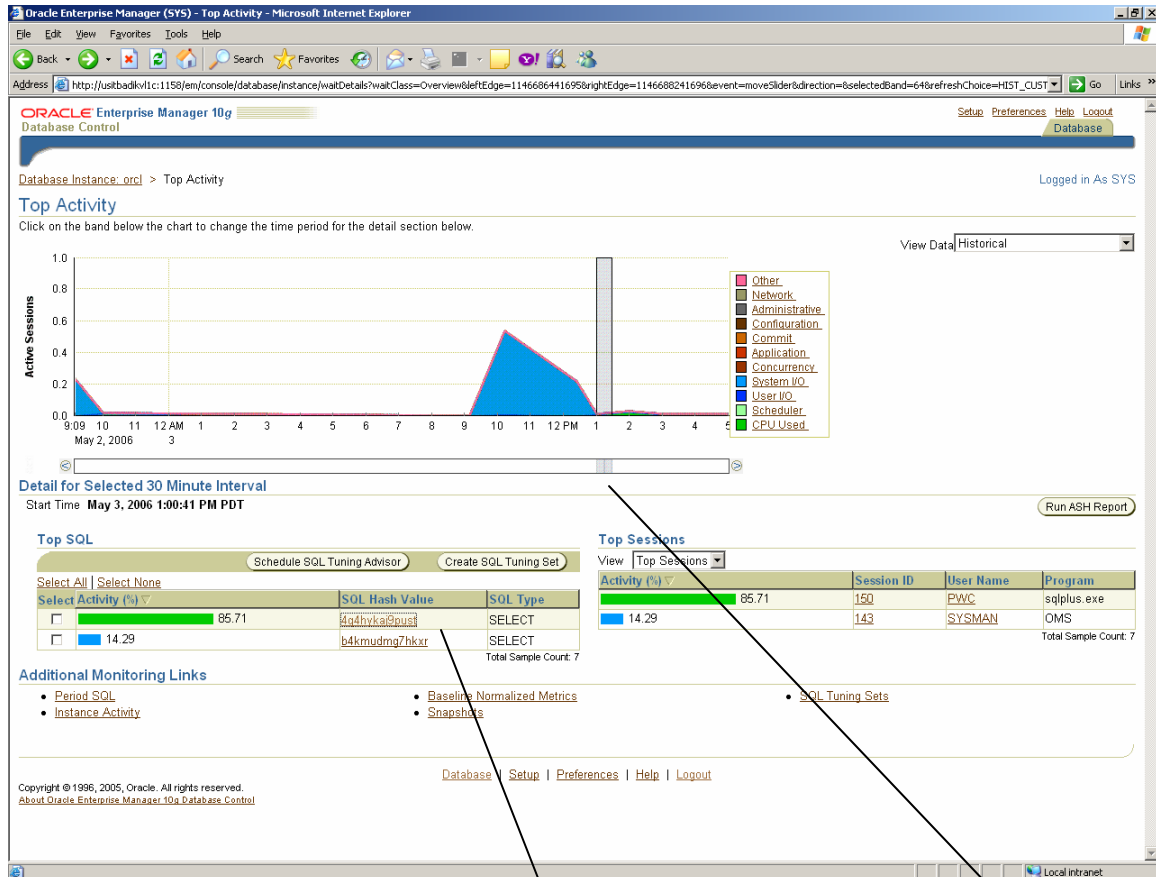 Oracle Enterprise Manager (SYS) - Top Activity - Microsoft Internet Explorer
File Edit View Favorites Tools Help
Back Search Favorites
Address http://usitbadikvl1c:1158/em/console/database/instance/waitDetails?waitClass=Overview&leftEdge=1146686441695&rightEdge=1146688241696&event=moveSlider&direction=&selectedBand=64&refreshChoice=HIST_CUST Go Links »
ORACLE Enterprise Manager 10g
Database Control
Setup Preferences Help Logout
Database
Database Instance: orcl > Top Activity
Logged in As SYS
Top Activity
Click on the band below the chart to change the time period for the detail section below.
View Data Historical
Active Sessions
1.0
0.8
0.6
0.4
0.2
0.0
9:09 10 11 12 AM 1 2 3 4 5 6 7 8 9 10 11 12 PM 1 2 3 4 5
May 2, 2006 3
Other
Network
Administrative
Configuration
Commit
Application
Concurrency
System I/O
User I/O
Scheduler
CPU Used
Detail for Selected 30 Minute Interval
Start Time May 3, 2006 1:00:41 PM PDT
Run ASH Report
Top SQL
Schedule SQL Tuning Advisor Create SQL Tuning Set
Select All | Select None
Select Activity (%) SQL Hash Value SQL Type
85.71 4g4hvkai9pust SELECT
14.29 b4kmudmg7hkxr SELECT
Total Sample Count: 7
Top Sessions
View Top Sessions
Activity (%) Session ID User Name Program
85.71 150 PWC sqlplus.exe
14.29 143 SYSMAN OMS
Total Sample Count: 7
Additional Monitoring Links
• Period SQL
• Instance Activity
• Baseline Normalized Metrics
• Snapshots
• SQL Tuning Sets
Database | Setup | Preferences | Help | Logout
Copyright © 1996, 2005, Oracle. All rights reserved.
About Oracle Enterprise Manager 10g Database Control
Local intranet